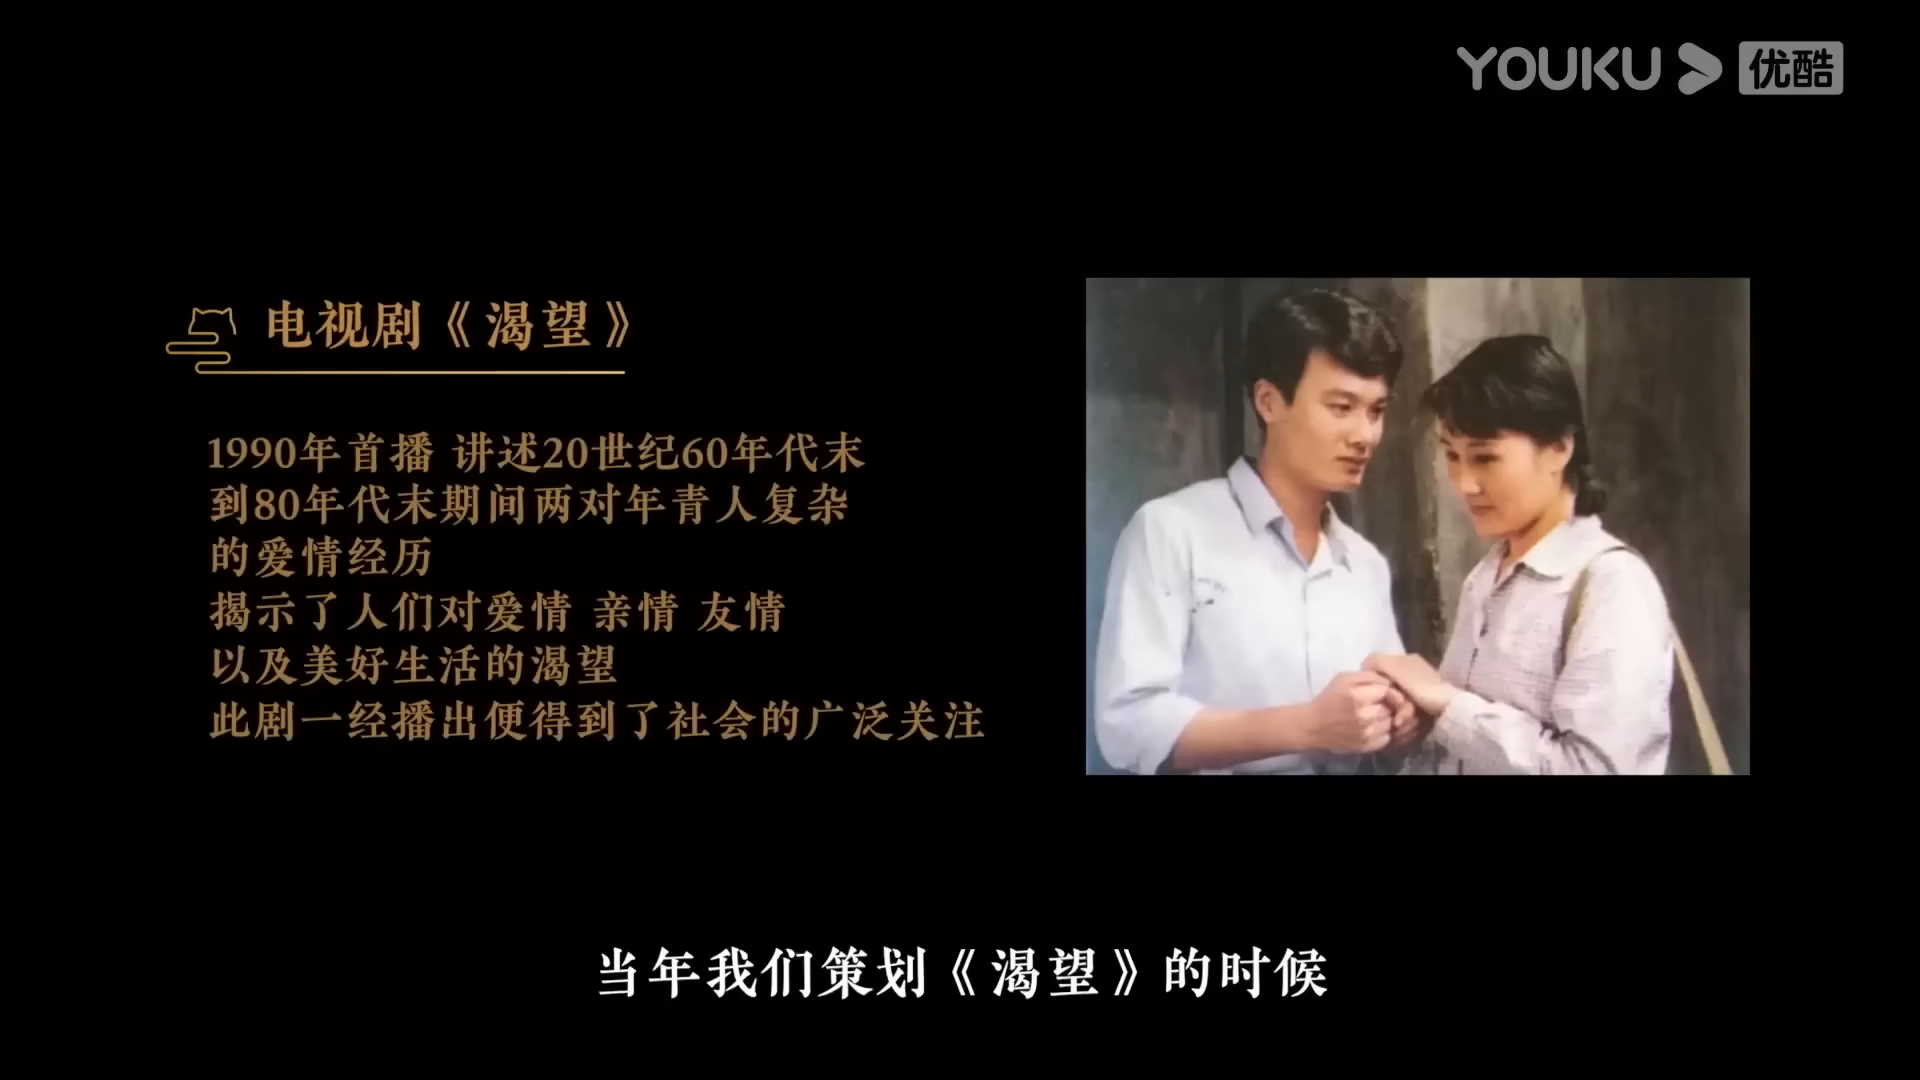 YOUKU 优酷
电视剧《渴望》
1990年首播 讲述20世纪60年代末
到80年代末期间两对年青人复杂
的爱情经历
揭示了人们对爱情 亲情 友情
以及美好生活的渴望
此剧一经播出便得到了社会的广泛关注
当年我们策划《渴望》的时候